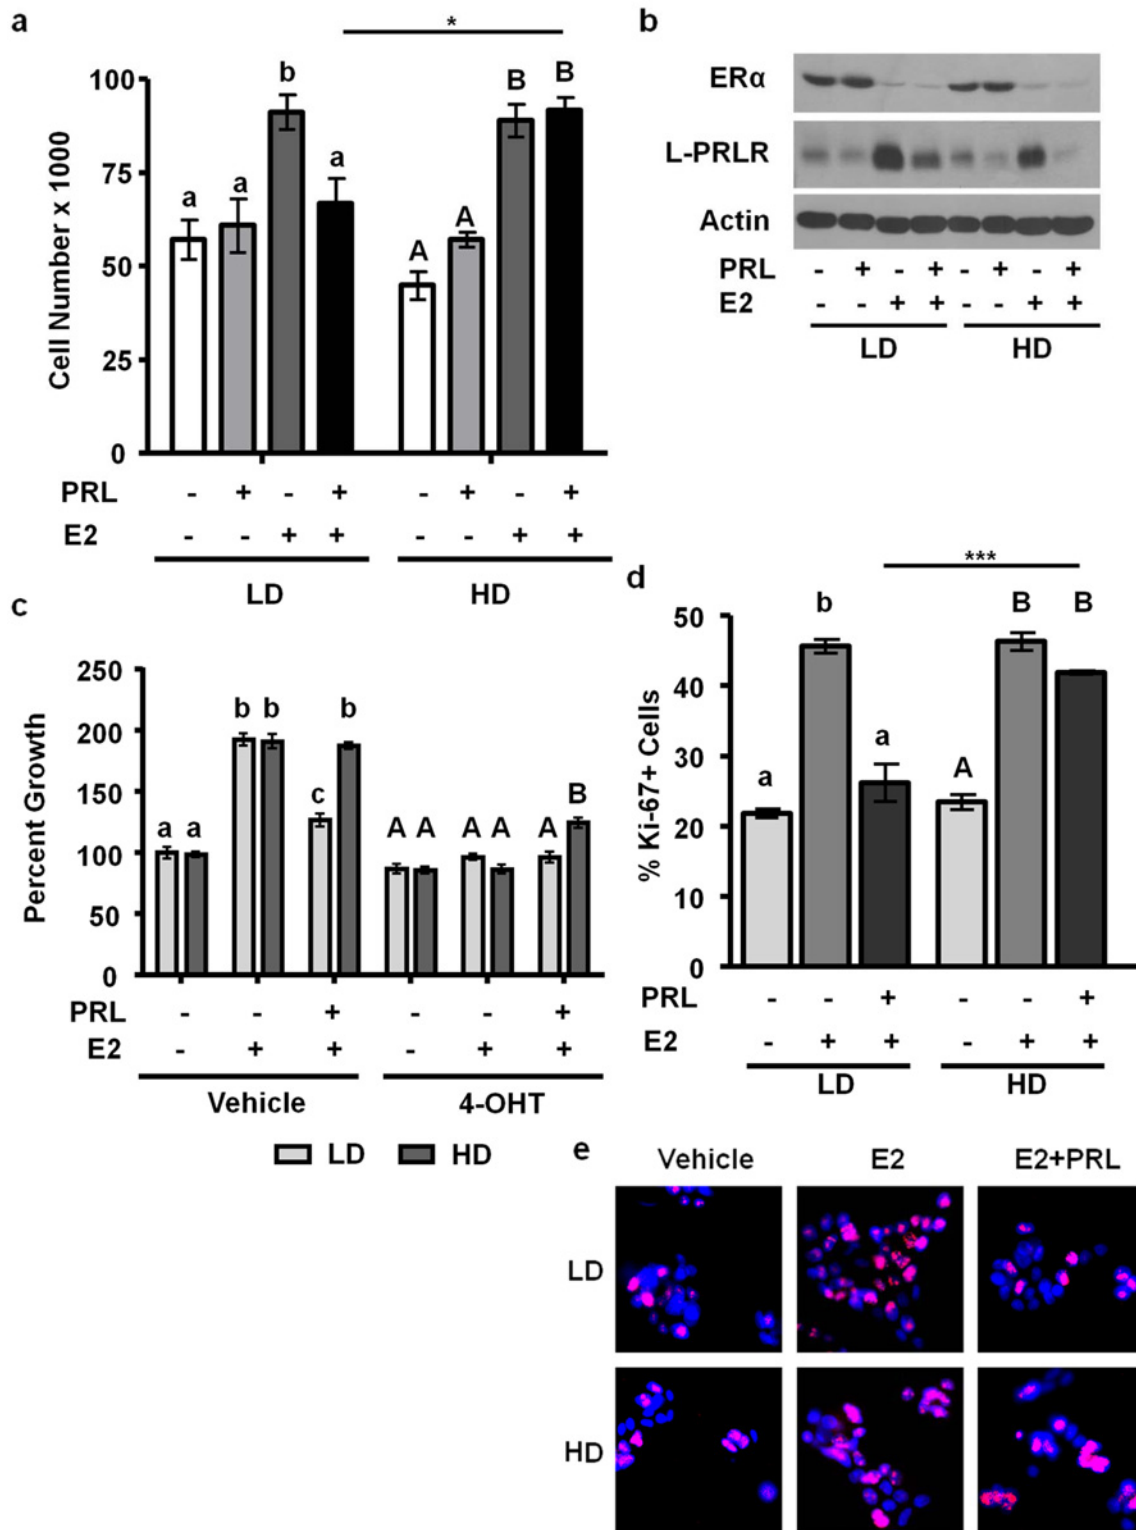 a
*
100
75
50
25
0
Cell Number x 1000
a a b a A A B B
PRL - + - + - + - +
E2 - - + + - - + +
LD HD
b
ERα
L-PRLR
Actin
PRL - + - + - + - +
E2 - - + + - - + +
LD HD
c
250
200
150
100
50
0
Percent Growth
a a b b c b A A A A A B
PRL - - + - - +
E2 - + + - + +
Vehicle 4-OHT
LD HD
d
***
50
40
30
20
10
0
% Ki-67+ Cells
a b a A B B
PRL - - + - - +
E2 - + + - + +
LD HD
e
Vehicle E2 E2+PRL
LD
HD